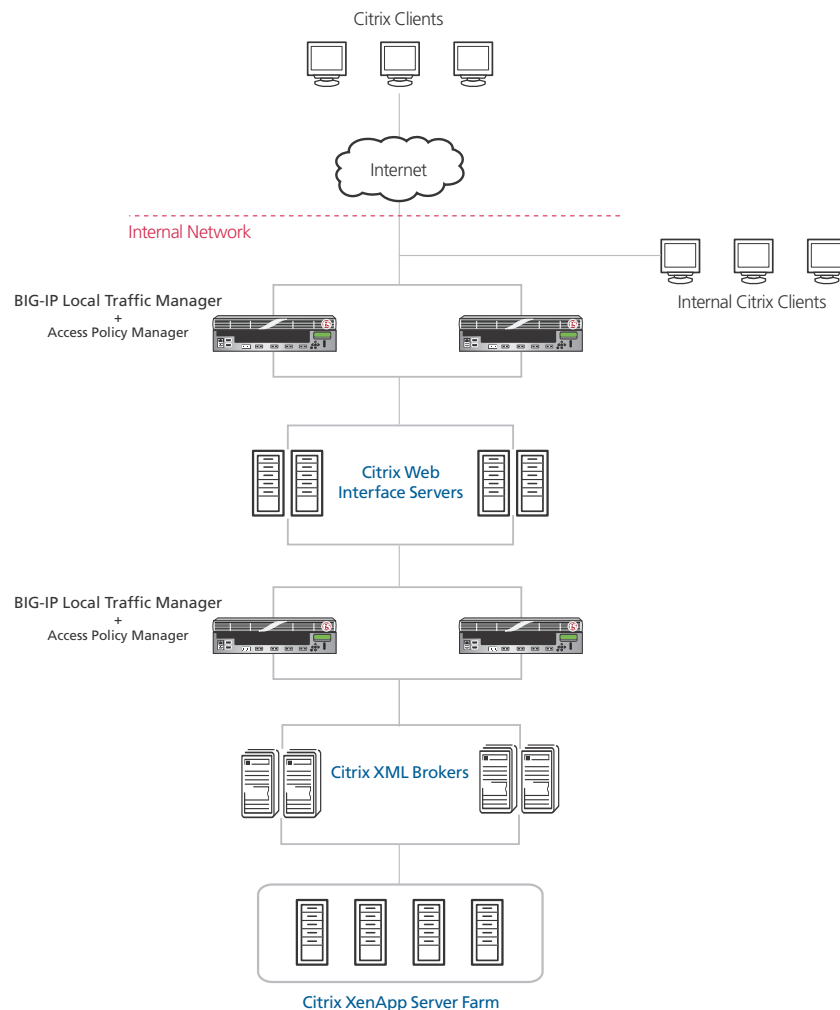 Citrix Clients
Internet
Internal Network
Internal Citrix Clients
BIG-IP Local Traffic Manager
+
Access Policy Manager
Citrix Web
Interface Servers
BIG-IP Local Traffic Manager
+
Access Policy Manager
Citrix XML Brokers
Citrix XenApp Server Farm